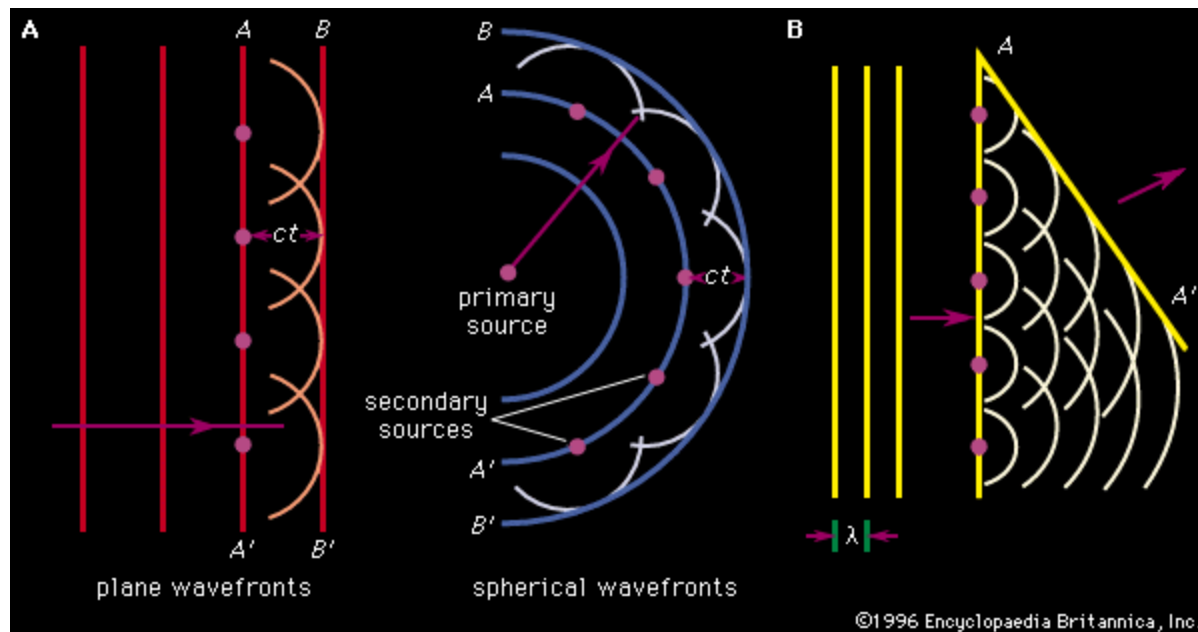 A
A
B
ct
A′
B′
plane wavefronts
B
A
primary
source
ct
secondary
sources
A′
B′
spherical wavefronts
B
A
A′
λ
©1996 Encyclopaedia Britannica, Inc